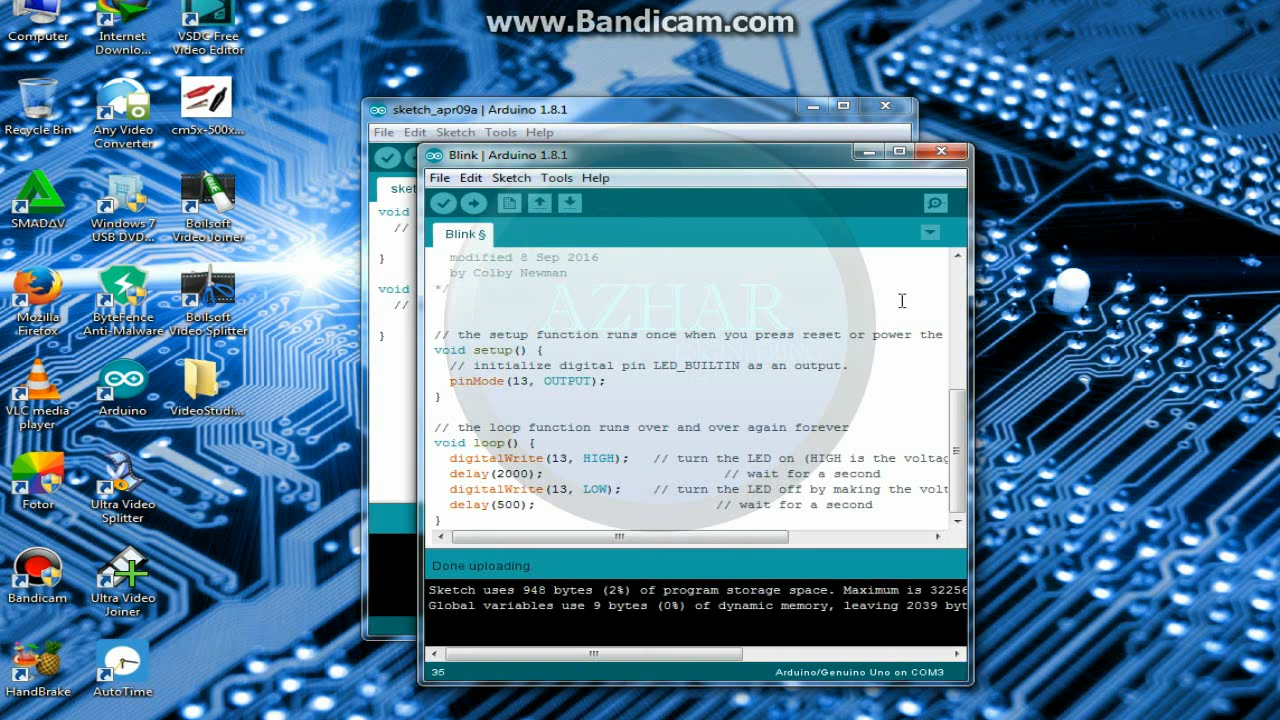 www.Bandicam.com
Computer
Internet
Downlo...
VSDC Free
Video Editor
Recycle Bin
Any Video
Converter
cm5x-500x...
SMADAV
Windows 7
USB DVD...
Boilsoft
Video Joiner
Mozilla
Firefox
ByteFence
Anti-Malware
Boilsoft
Video Splitter
VLC media
player
Arduino
VideoStudi...
Fotor
Ultra Video
Splitter
Bandicam
Ultra Video
Joiner
HandBrake
AutoTime
sketch_apr09a | Arduino 1.8.1
File Edit Sketch Tools Help
sket
void
//
}
void
//
}
Blink | Arduino 1.8.1
File Edit Sketch Tools Help
Blink §
modified 8 Sep 2016
by Colby Newman
*/
AZHAR
// the setup function runs once when you press reset or power the
void setup() {
// initialize digital pin LED_BUILTIN as an output.
pinMode(13, OUTPUT);
}
// the loop function runs over and over again forever
void loop() {
digitalWrite(13, HIGH); // turn the LED on (HIGH is the voltag
delay(2000); // wait for a second
digitalWrite(13, LOW); // turn the LED off by making the volt
delay(500); // wait for a second
}
Done uploading.
Sketch uses 948 bytes (2%) of program storage space. Maximum is 32256
Global variables use 9 bytes (0%) of dynamic memory, leaving 2039 byt
35
Arduino/Genuino Uno on COM3